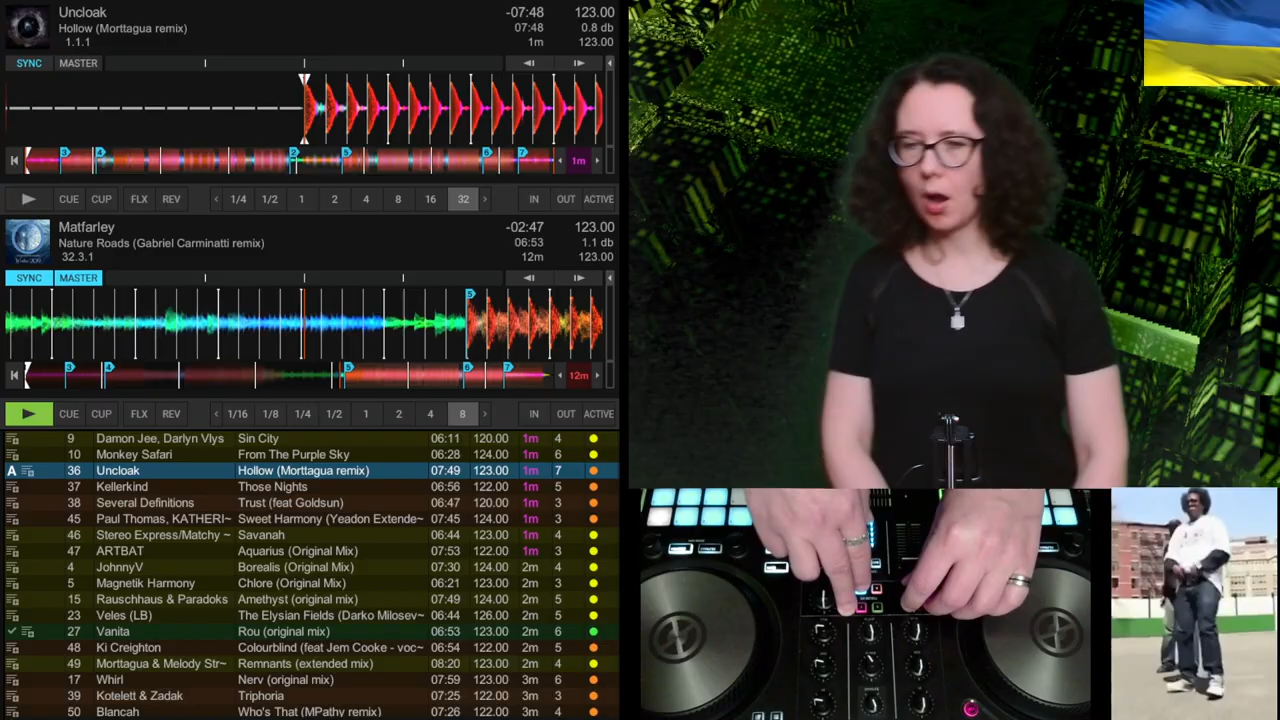 Uncloak -07:48 123.00
Hollow (Morttagua remix) 07:48 0.8 db
1.1.1 1m 123.00
SYNC MASTER
3 4 2 5 6 7 1m
CUE CUP FLX REV 1/4 1/2 1 2 4 8 16 32 IN OUT ACTIVE
Matfarley -02:47 123.00
Nature Roads (Gabriel Carminatti remix) 06:53 1.1 db
32.3.1 12m 123.00
SYNC MASTER
5
3 4 5 6 7 12m
CUE CUP FLX REV 1/16 1/8 1/4 1/2 1 2 4 8 IN OUT ACTIVE
9 Damon Jee, Darlyn Vlys Sin City 06:11 120.00 1m 4
10 Monkey Safari From The Purple Sky 06:28 124.00 1m 6
A 36 Uncloak Hollow (Morttagua remix) 07:49 123.00 1m 7
37 Kellerkind Those Nights 06:56 122.00 1m 5
38 Several Definitions Trust (feat Goldsun) 06:47 120.00 1m 3
45 Paul Thomas, KATHERI~ Sweet Harmony (Yeadon Extende~ 07:45 124.00 1m 3
46 Stereo Express/Matchy ~ Savanah 06:44 123.00 1m 4
47 ARTBAT Aquarius (Original Mix) 07:53 122.00 1m 3
4 JohnnyV Borealis (Original Mix) 07:30 124.00 2m 4
5 Magnetik Harmony Chlore (Original Mix) 06:21 123.00 2m 3
15 Rauschhaus & Paradoks Amethyst (original mix) 07:49 123.00 2m 4
23 Veles (LB) The Elysian Fields (Darko Milosev~ 06:44 126.00 2m 5
27 Vanita Rou (original mix) 06:53 123.00 2m 6
48 Ki Creighton Colourblind (feat Jem Cooke - voc~ 06:54 122.00 2m 5
49 Morttagua & Melody Str~ Remnants (extended mix) 08:20 123.00 2m 4
17 Whirl Nerv (original mix) 07:59 123.00 3m 6
39 Kotelett & Zadak Triphoria 07:25 122.00 3m 3
50 Blancah Who's That (MPathy remix) 07:26 122.00 3m 4